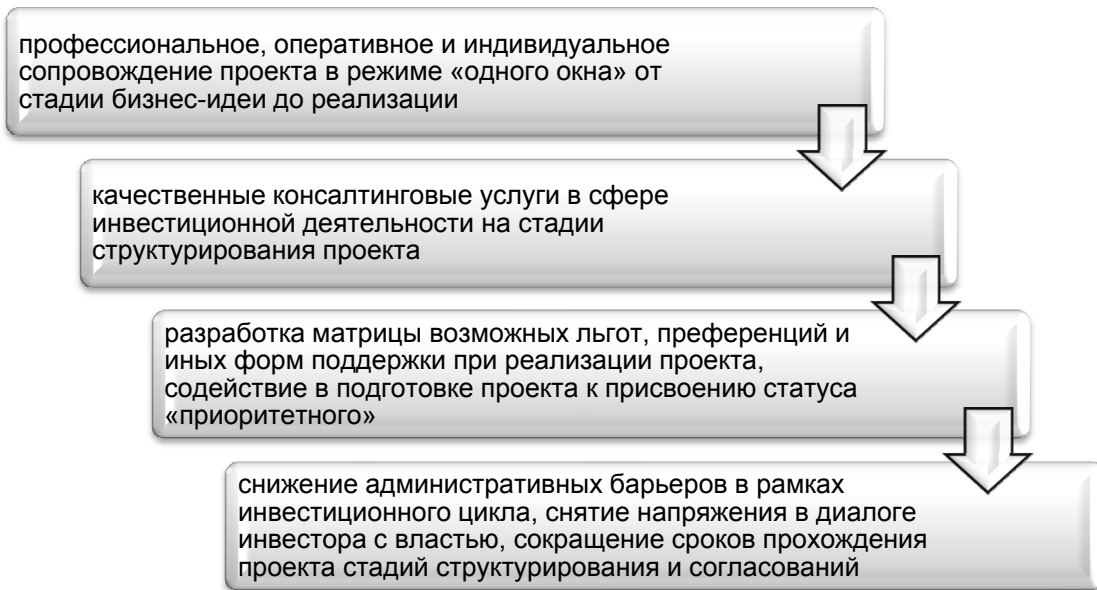 профессиональное, оперативное и индивидуальное
сопровождение проекта в режиме «одного окна» от
стадии бизнес-идеи до реализации
качественные консалтинговые услуги в сфере
инвестиционной деятельности на стадии
структурирования проекта
разработка матрицы возможных льгот, преференций и
иных форм поддержки при реализации проекта,
содействие в подготовке проекта к присвоению статуса
«приоритетного»
снижение административных барьеров в рамках
инвестиционного цикла, снятие напряжения в диалоге
инвестора с властью, сокращение сроков прохождения
проекта стадий структурирования и согласований